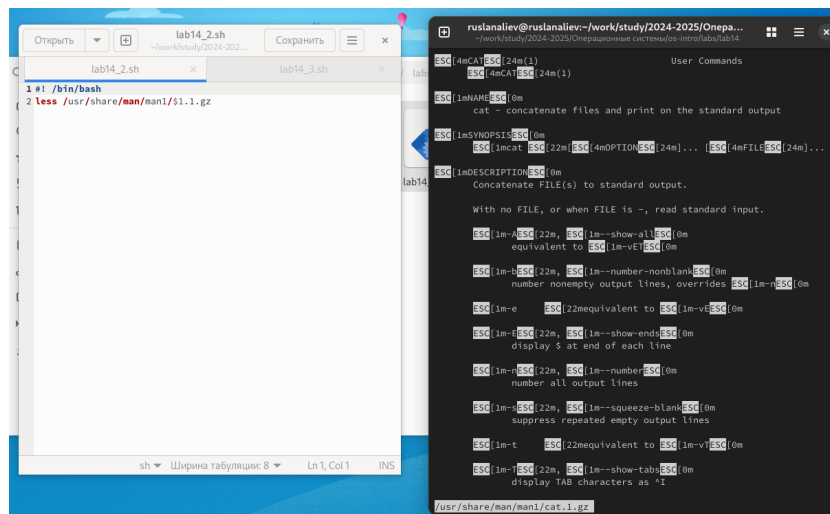 Открыть
lab14_2.sh
~/work/study/2024-202...
Сохранить
lab14_2.sh
lab14_3.sh
1 #! /bin/bash
2 less /usr/share/man/man1/$1.1.gz
sh
Ширина табуляции: 8
Ln 1, Col 1
INS
lab
lab14_
ruslanaliev@ruslanaliev:~/work/study/2024-2025/Опера...
~/work/study/2024-2025/Операционные системы/os-intro/labs/lab14
ESC[4mCATESC[24m(1) User Commands
ESC[4mCATESC[24m(1)
ESC[1mNAMEESC[0m
cat - concatenate files and print on the standard output
ESC[1mSYNOPSISESC[0m
ESC[1mcat ESC[22m[ESC[4mOPTIONESC[24m]... [ESC[4mFILEESC[24m]...
ESC[1mDESCRIPTIONESC[0m
Concatenate FILE(s) to standard output.
With no FILE, or when FILE is -, read standard input.
ESC[1m-AESC[22m, ESC[1m--show-allESC[0m
equivalent to ESC[1m-vETESC[0m
ESC[1m-bESC[22m, ESC[1m--number-nonblankESC[0m
number nonempty output lines, overrides ESC[1m-nESC[0m
ESC[1m-e ESC[22mequivalent to ESC[1m-vEESC[0m
ESC[1m-EESC[22m, ESC[1m--show-endsESC[0m
display $ at end of each line
ESC[1m-nESC[22m, ESC[1m--numberESC[0m
number all output lines
ESC[1m-sESC[22m, ESC[1m--squeeze-blankESC[0m
suppress repeated empty output lines
ESC[1m-t ESC[22mequivalent to ESC[1m-vTESC[0m
ESC[1m-TESC[22m, ESC[1m--show-tabsESC[0m
display TAB characters as ^I
/usr/share/man/man1/cat.1.gz